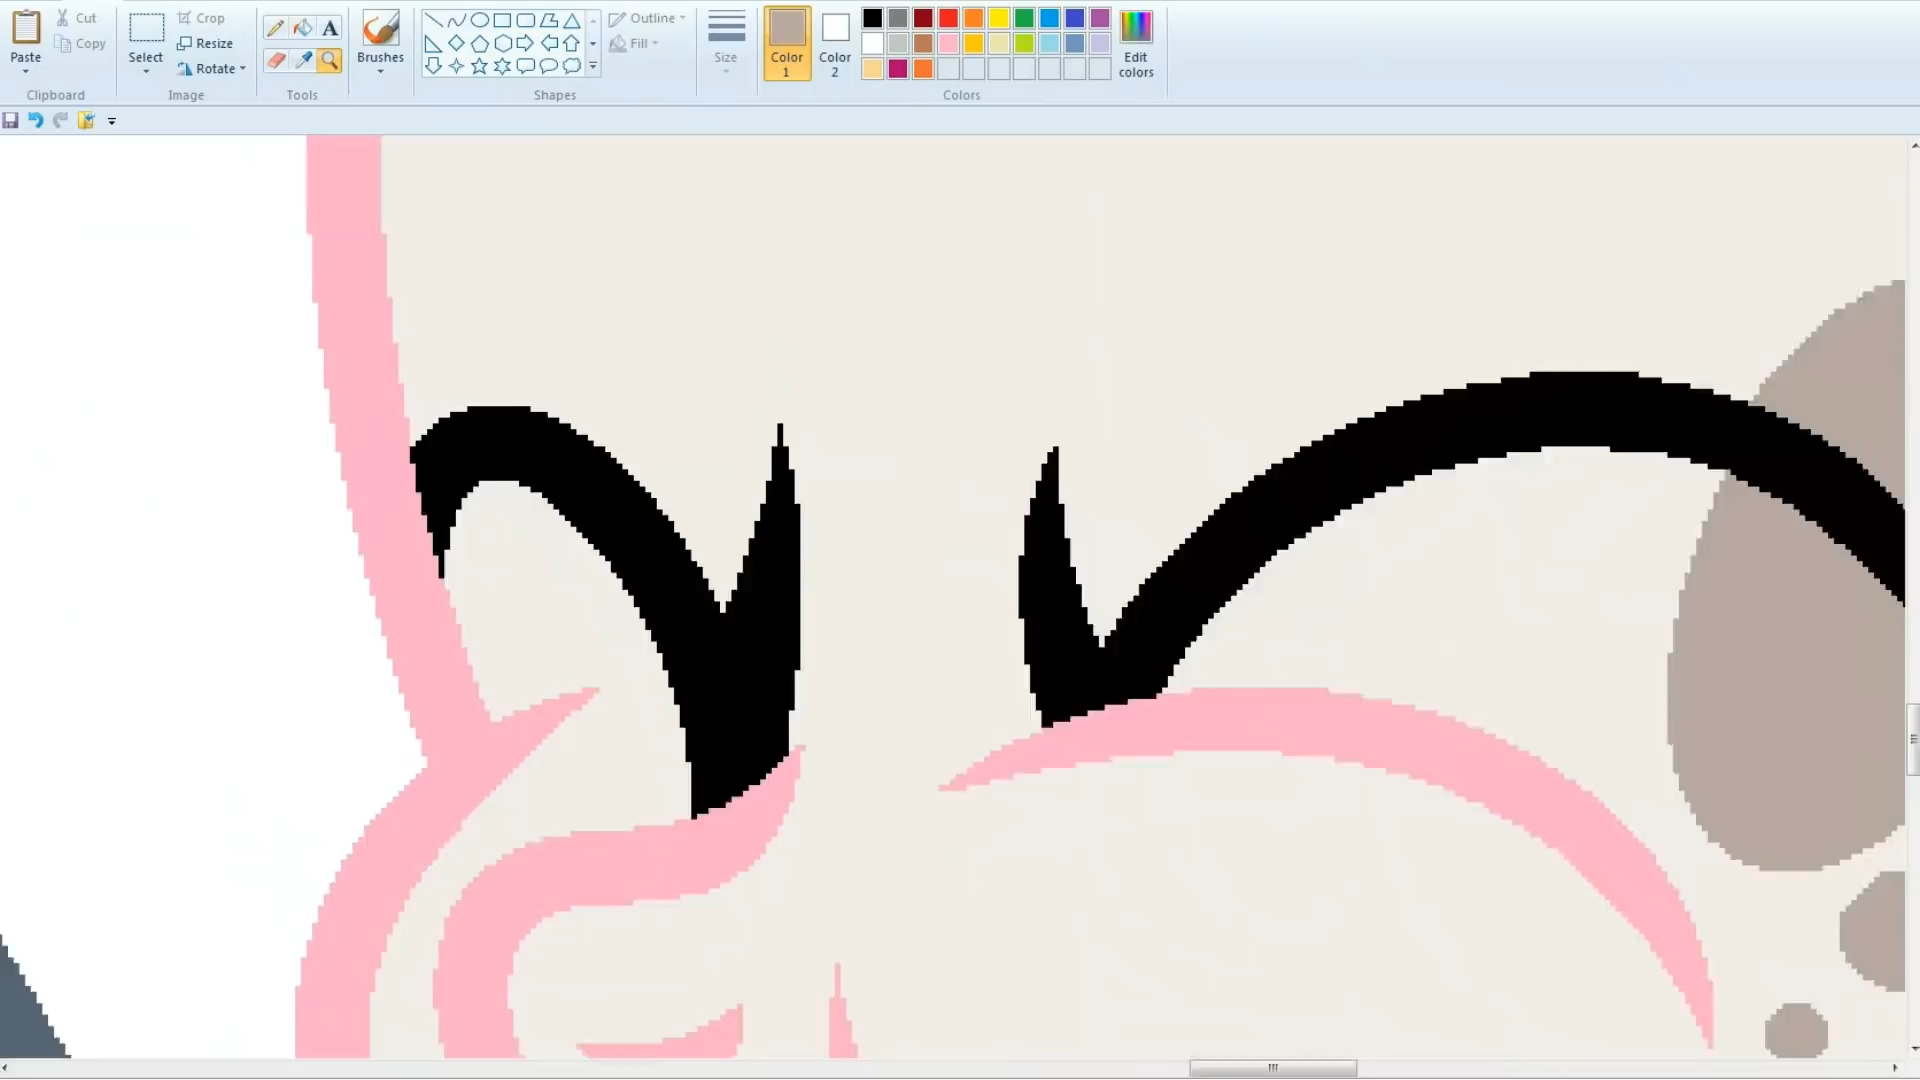 Paste
Cut
Copy
Clipboard
Select
Crop
Resize
Rotate
Image
A
Tools
Brushes
Shapes
Outline
Fill
Size
Color
1
Color
2
Colors
Edit
colors